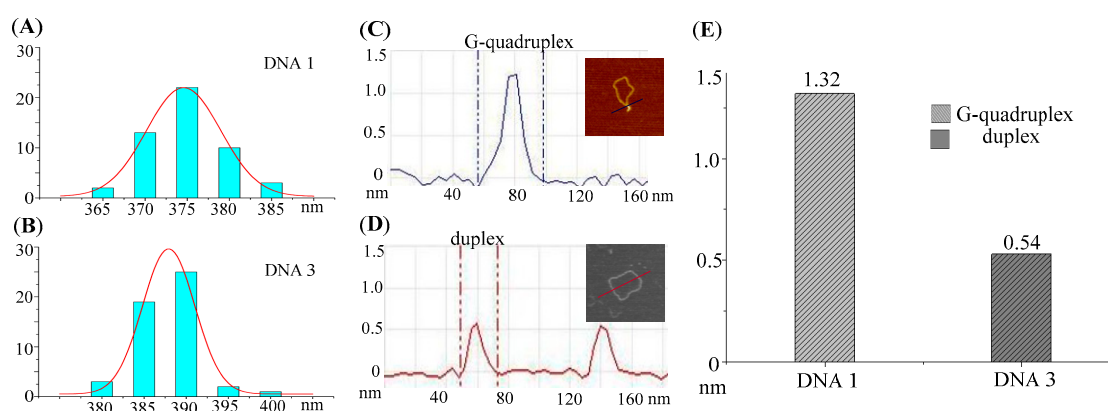 (A)
30
20
10
0
DNA 1
365 370 375 380 385 nm
(B)
30
20
10
0
DNA 3
380 385 390 395 400 nm
(C)
G-quadruplex
1.5
1.0
0.5
0
nm 40 80 120 160 nm
(D)
duplex
1.5
1.0
0.5
0
nm 40 80 120 160 nm
(E)
1.5
1.0
0.5
0
nm
1.32
0.54
G-quadruplex
duplex
DNA 1 DNA 3